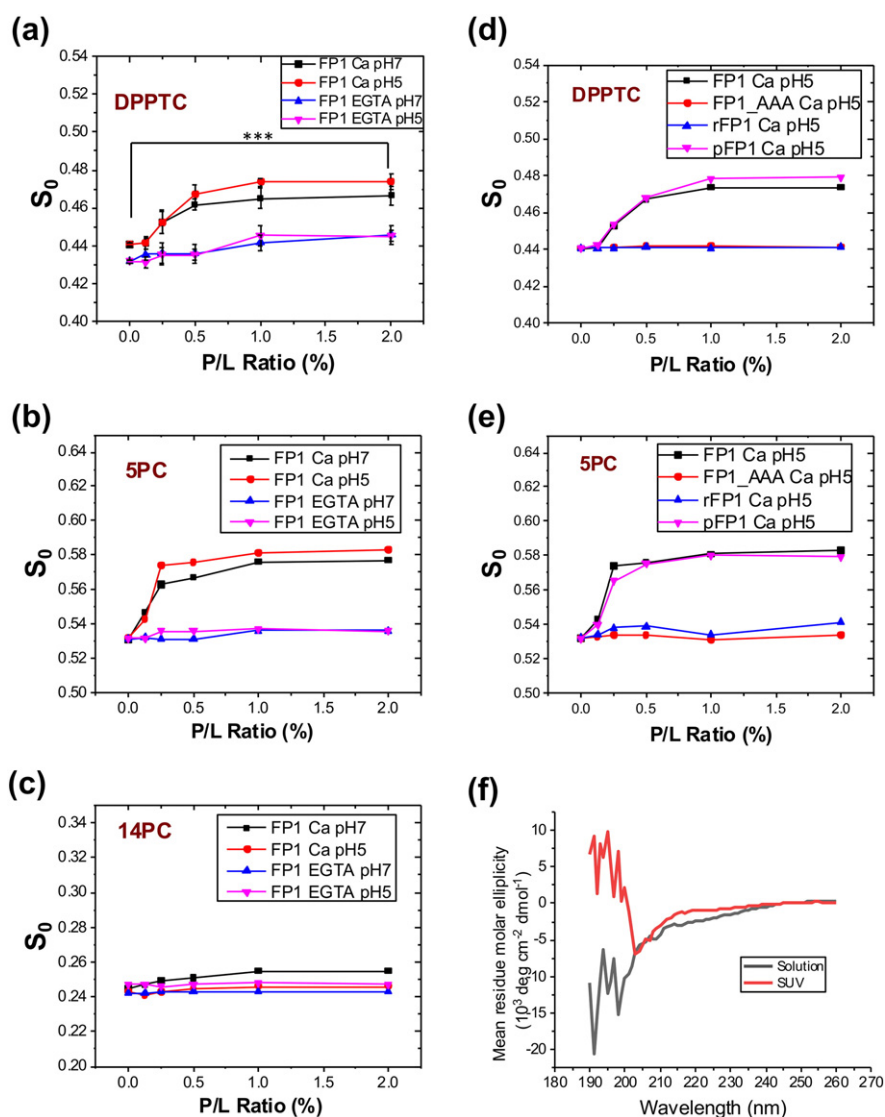 (a)
DPPTC
FP1 Ca pH7
FP1 Ca pH5
FP1 EGTA pH7
FP1 EGTA pH5
***
S0
0.54
0.52
0.50
0.48
0.46
0.44
0.42
0.40
0.0 0.5 1.0 1.5 2.0
P/L Ratio (%)
(d)
DPPTC
FP1 Ca pH5
FP1_AAA Ca pH5
rFP1 Ca pH5
pFP1 Ca pH5
S0
0.54
0.52
0.50
0.48
0.46
0.44
0.42
0.40
0.0 0.5 1.0 1.5 2.0
P/L Ratio (%)
(b)
5PC
FP1 Ca pH7
FP1 Ca pH5
FP1 EGTA pH7
FP1 EGTA pH5
S0
0.64
0.62
0.60
0.58
0.56
0.54
0.52
0.50
0.0 0.5 1.0 1.5 2.0
P/L Ratio (%)
(e)
5PC
FP1 Ca pH5
FP1_AAA Ca pH5
rFP1 Ca pH5
pFP1 Ca pH5
S0
0.64
0.62
0.60
0.58
0.56
0.54
0.52
0.50
0.0 0.5 1.0 1.5 2.0
P/L Ratio (%)
(c)
14PC
FP1 Ca pH7
FP1 Ca pH5
FP1 EGTA pH7
FP1 EGTA pH5
S0
0.34
0.32
0.30
0.28
0.26
0.24
0.22
0.20
0.0 0.5 1.0 1.5 2.0
P/L Ratio (%)
(f)
Mean residue molar elliplicity
(10³ deg cm⁻² dmol⁻¹)
10
5
0
-5
-10
-15
-20
Solution
SUV
180 190 200 210 220 230 240 250 260 270
Wavelength (nm)